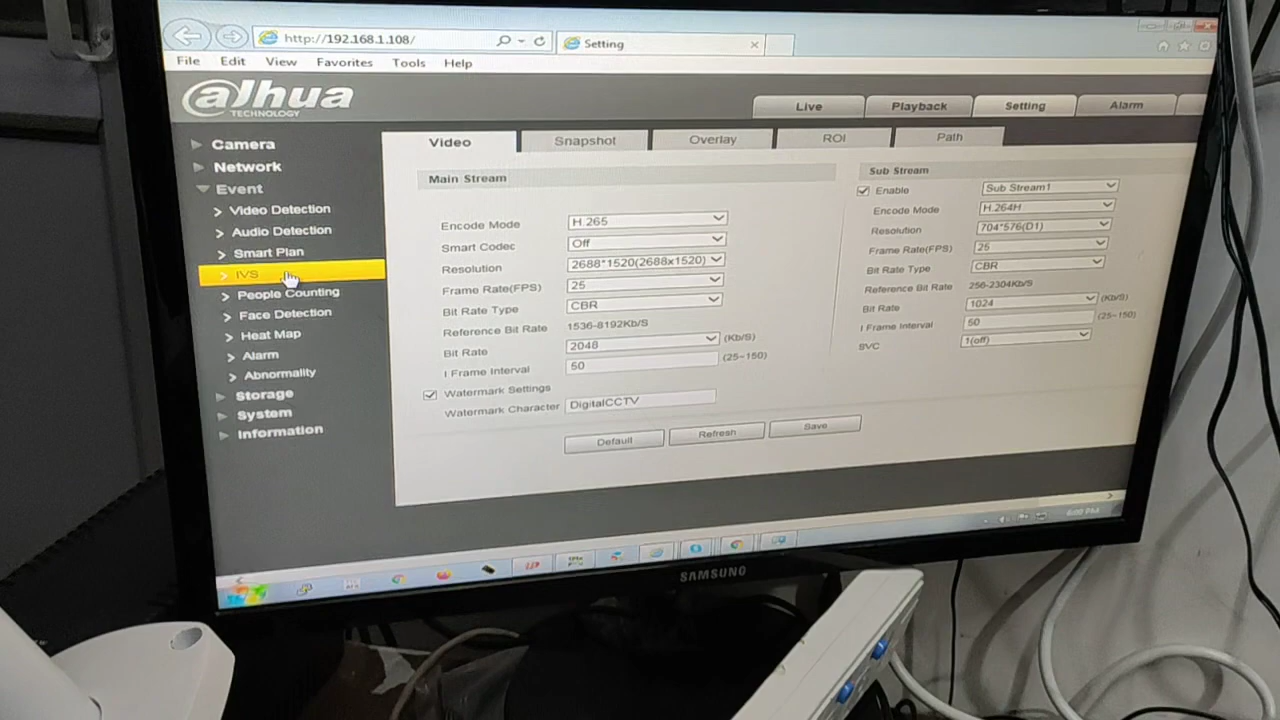 http://192.168.1.108/
Setting
File Edit View Favorites Tools Help
alhua
TECHNOLOGY
Live Playback Setting Alarm
Camera
Network
Event
Video Detection
Audio Detection
Smart Plan
IVS
People Counting
Face Detection
Heat Map
Alarm
Abnormality
Storage
System
Information
Video Snapshot Overlay ROI Path
Main Stream
Encode Mode H.265
Smart Codec Off
Resolution 2688*1520(2688x1520)
Frame Rate(FPS) 25
Bit Rate Type CBR
Reference Bit Rate 1536-8192Kb/S
Bit Rate 2048 (Kb/S)
I Frame Interval 50 (25~150)
Watermark Settings
Watermark Character DigitalCCTV
Default Refresh Save
Sub Stream
Enable Sub Stream1
Encode Mode H.264H
Resolution 704*576(D1)
Frame Rate(FPS) 25
Bit Rate Type CBR
Reference Bit Rate 256-2304Kb/S
Bit Rate 1024 (Kb/S)
I Frame Interval 50 (25~150)
SVC 1(off)
6:00 PM
SAMSUNG